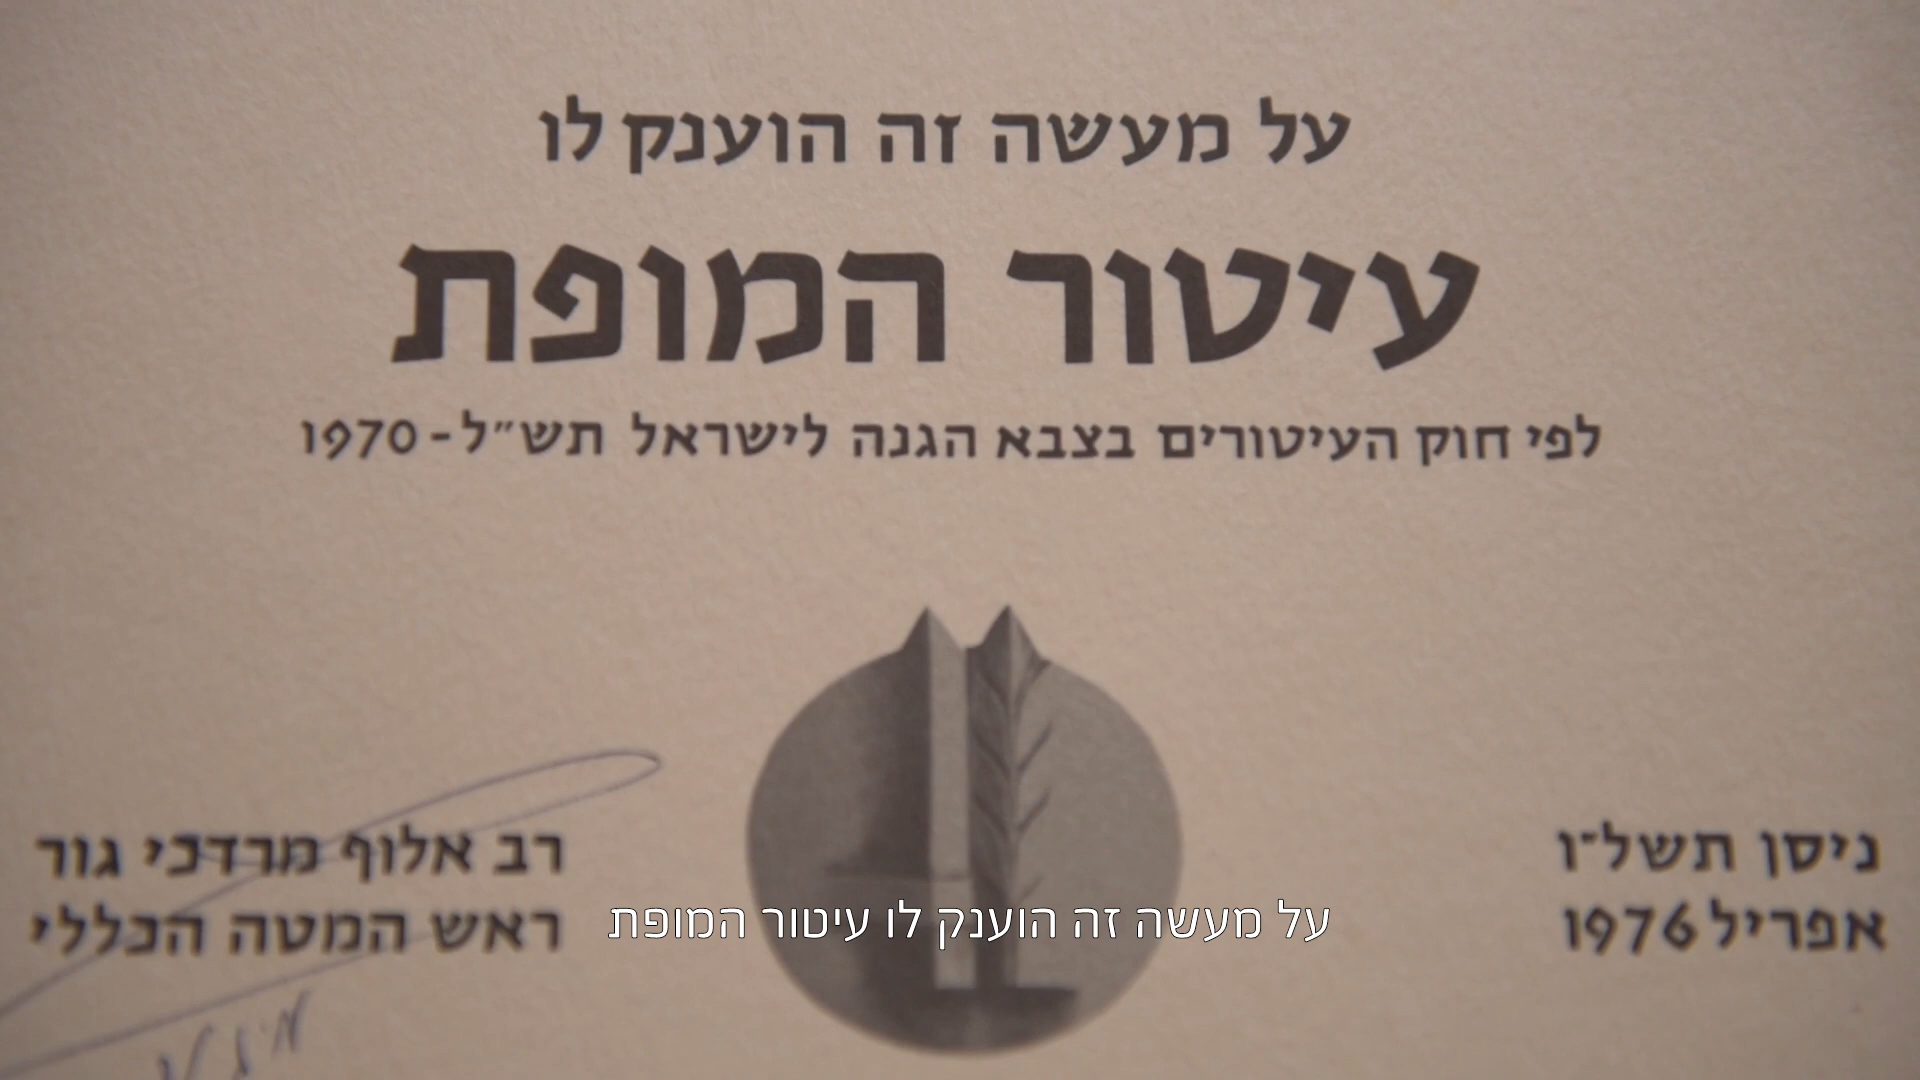 על מעשה זה הוענק לו
עיטור המופת
לפי חוק העיטורים בצבא הגנה לישראל תש״ל - 1970
ניסן תשל־ו
אפריל 1976
רב אלוף מרדכי גור
ראש המטה הכללי
על מעשה זה הוענק לו עיטור המופת